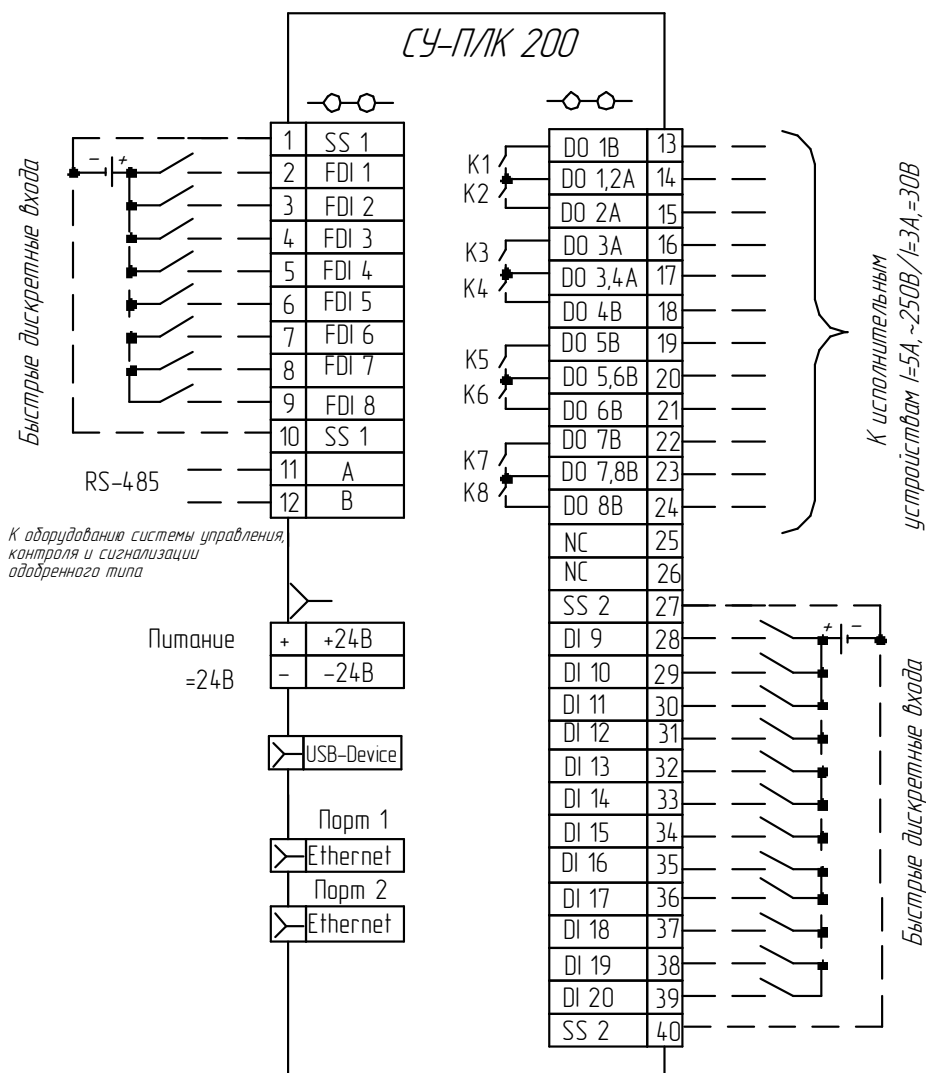 СУ-ПЛК 200
Быстрые дискретные входа
- +
1 SS 1
2 FDI 1
3 FDI 2
4 FDI 3
5 FDI 4
6 FDI 5
7 FDI 6
8 FDI 7
9 FDI 8
10 SS 1
11 A
12 B
RS-485
К оборудованию системы управления,
контроля и сигнализации
одобренного типа
Питание
=24В
+ +24В
- -24В
USB-Device
Порт 1
Ethernet
Порт 2
Ethernet
K1
K2
K3
K4
K5
K6
K7
K8
DO 1B 13
DO 1,2A 14
DO 2A 15
DO 3A 16
DO 3,4A 17
DO 4B 18
DO 5B 19
DO 5,6B 20
DO 6B 21
DO 7B 22
DO 7,8B 23
DO 8B 24
NC 25
NC 26
SS 2 27
DI 9 28
DI 10 29
DI 11 30
DI 12 31
DI 13 32
DI 14 33
DI 15 34
DI 16 35
DI 17 36
DI 18 37
DI 19 38
DI 20 39
SS 2 40
К исполнительным
устройствам I=5А,~250В/I=3А,=30В
+ -
Быстрые дискретные входа